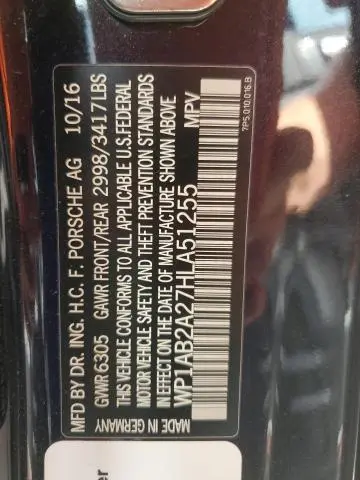 MFD BY DR. ING. H.C. F. PORSCHE AG 10/16
GWR 6305 GAWR FRONT/REAR 2998/3417LBS
THIS VEHICLE CONFORMS TO ALL APPLICABLE U.S.FEDERAL
MOTOR VEHICLE SAFETY AND THEFT PREVENTION STANDARDS
IN EFFECT ON THE DATE OF MANUFACTURE SHOWN ABOVE
WP1AB2A27HLA51255 MPV
MADE IN GERMANY
7P5.010.016.B